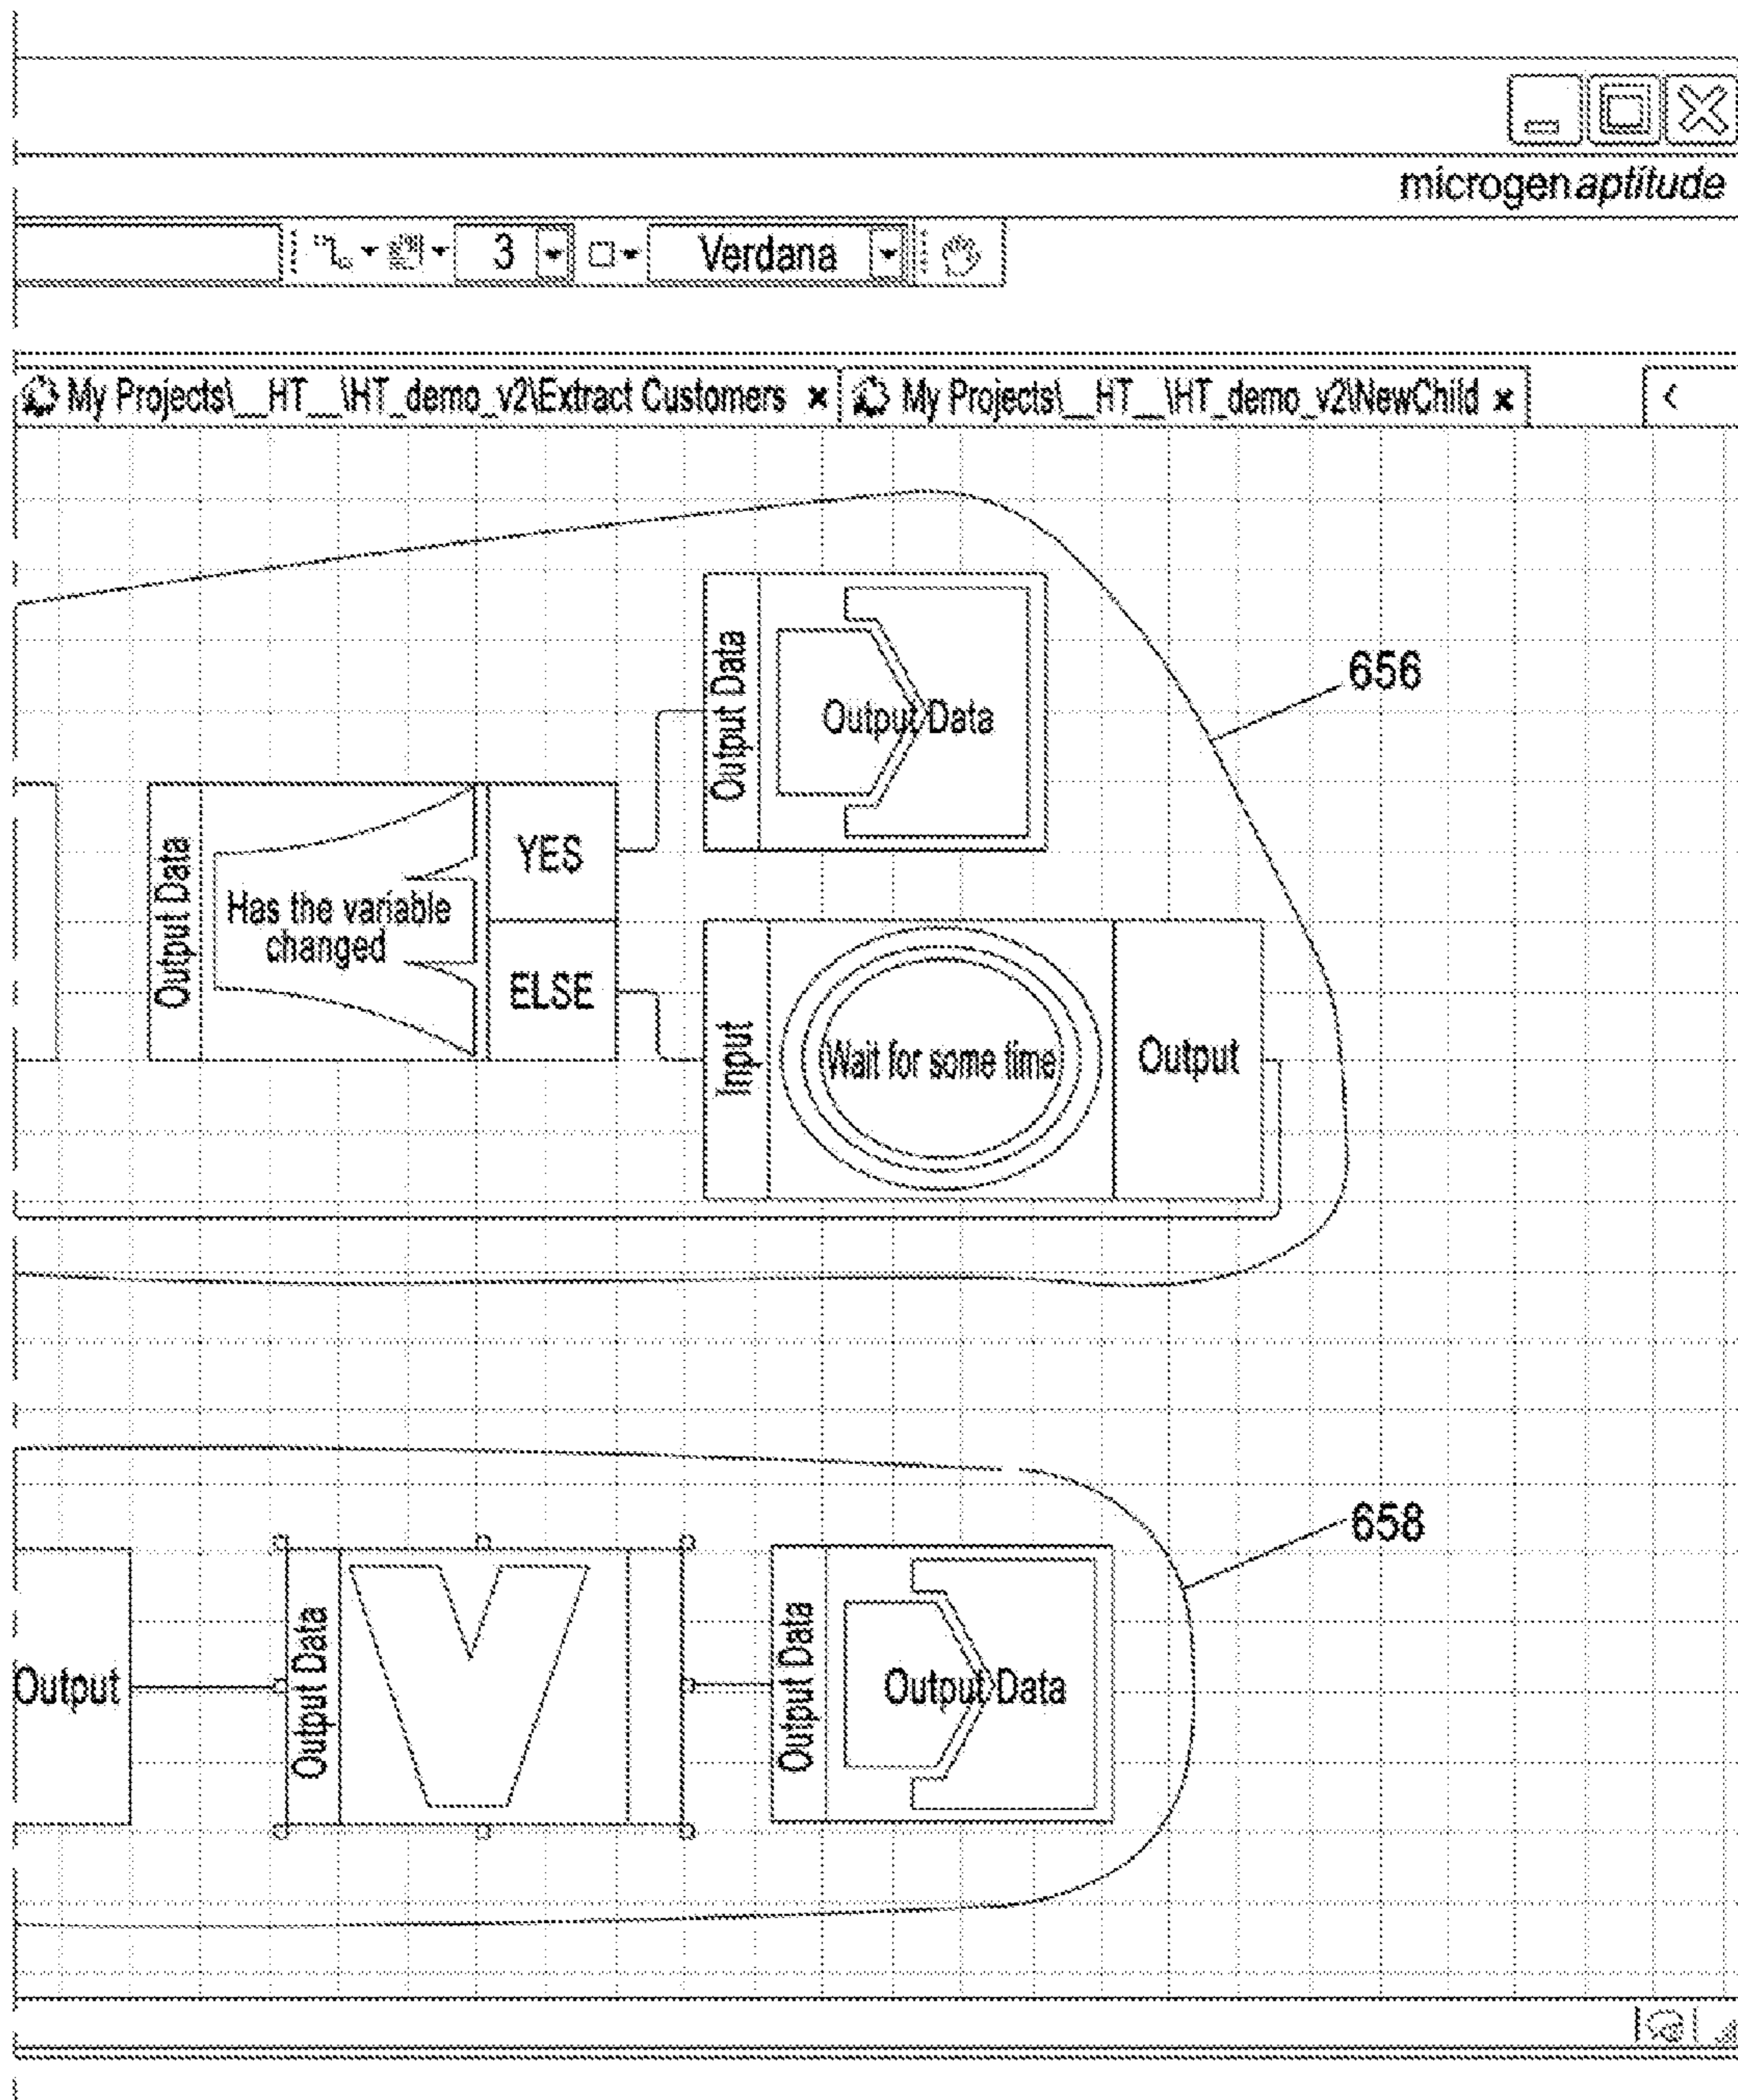 microgen aptitude
3
Verdana
My Projects\__HT__\HT_demo_v2\Extract Customers
My Projects\__HT__\HT_demo_v2\NewChild
<
Output Data
Output Data
656
Output Data
Has the variable
changed
YES
ELSE
Input
Wait for some time
Output
658
Output
Output Data
Output Data
Output Data